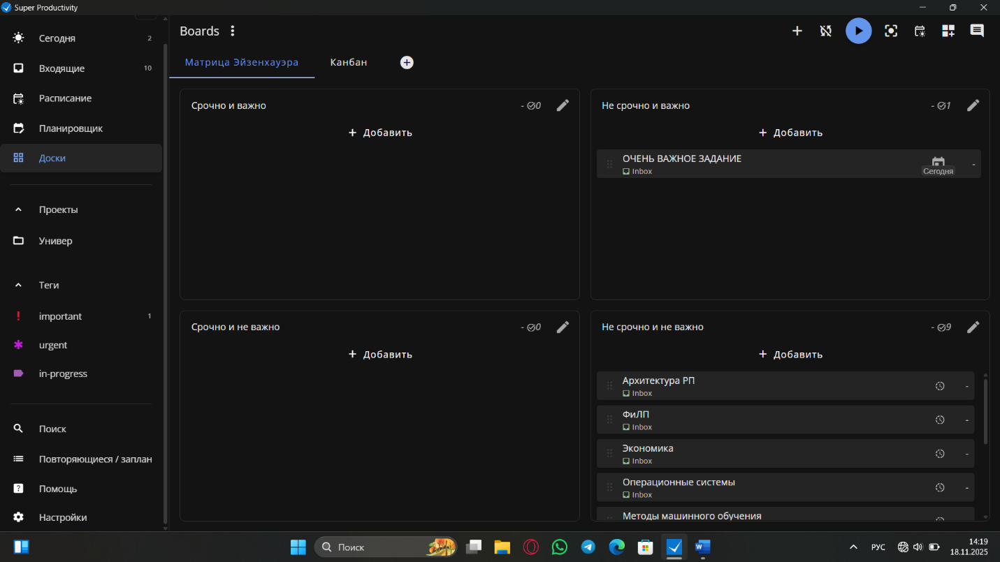 Super Productivity
Сегодня 2
Входящие 10
Расписание
Планировщик
Доски
Проекты
Универ
Теги
important 1
urgent
in-progress
Поиск
Повторяющиеся / заплан
Помощь
Настройки
Boards
Матрица Эйзенхауэра Канбан
Срочно и важно - 0
+ Добавить
Не срочно и важно - 1
+ Добавить
ОЧЕНЬ ВАЖНОЕ ЗАДАНИЕ
Inbox
Сегодня -
Срочно и не важно - 0
+ Добавить
Не срочно и не важно - 9
+ Добавить
Архитектура РП -
Inbox
ФиЛП -
Inbox
Экономика -
Inbox
Операционные системы -
Inbox
Методы машинного обучения
Поиск
РУС
14:19
18.11.2025